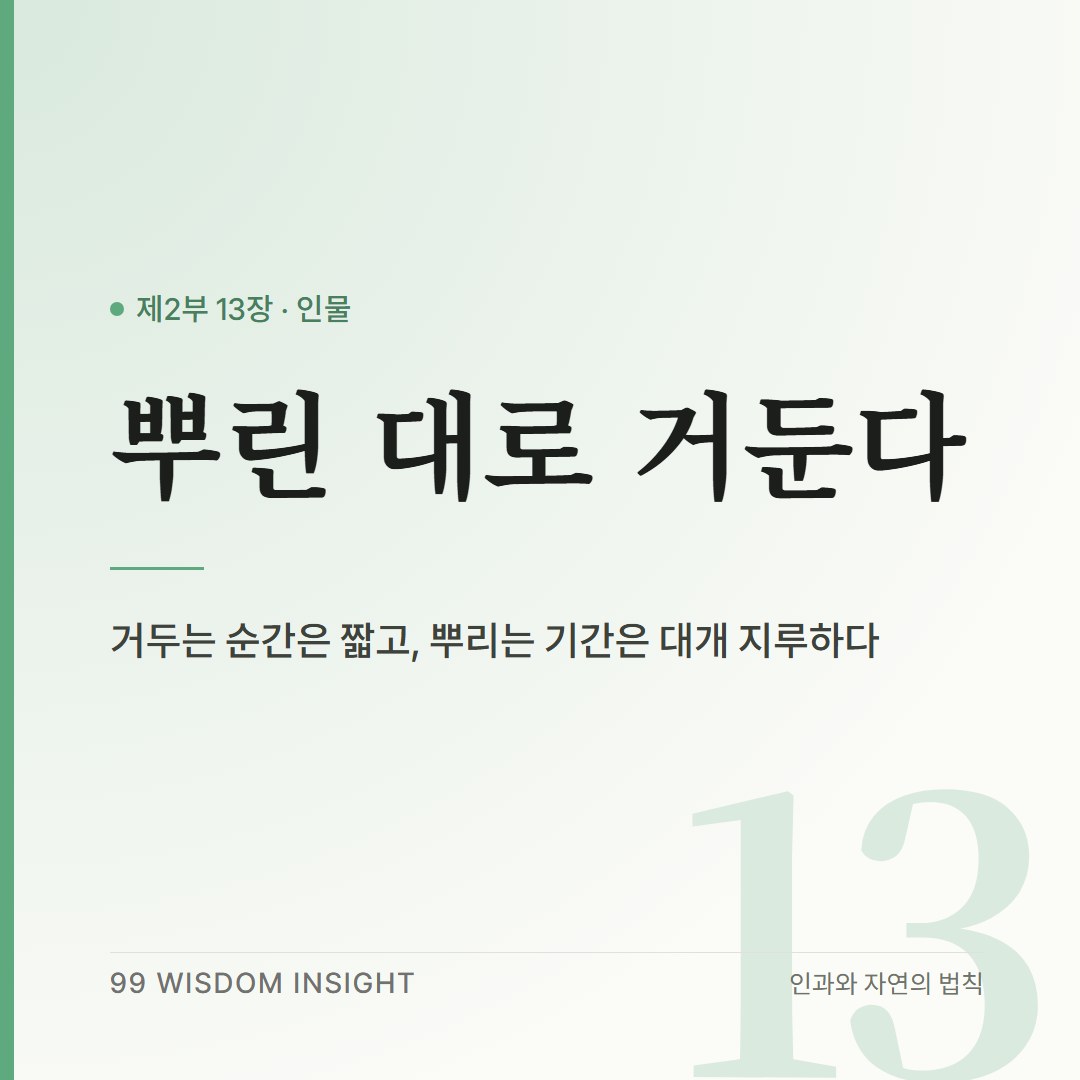 제2부 13장 · 인물
뿌린 대로 거둔다
거두는 순간은 짧고, 뿌리는 기간은 대개 지루하다
13
99 WISDOM INSIGHT
인과와 자연의 법칙